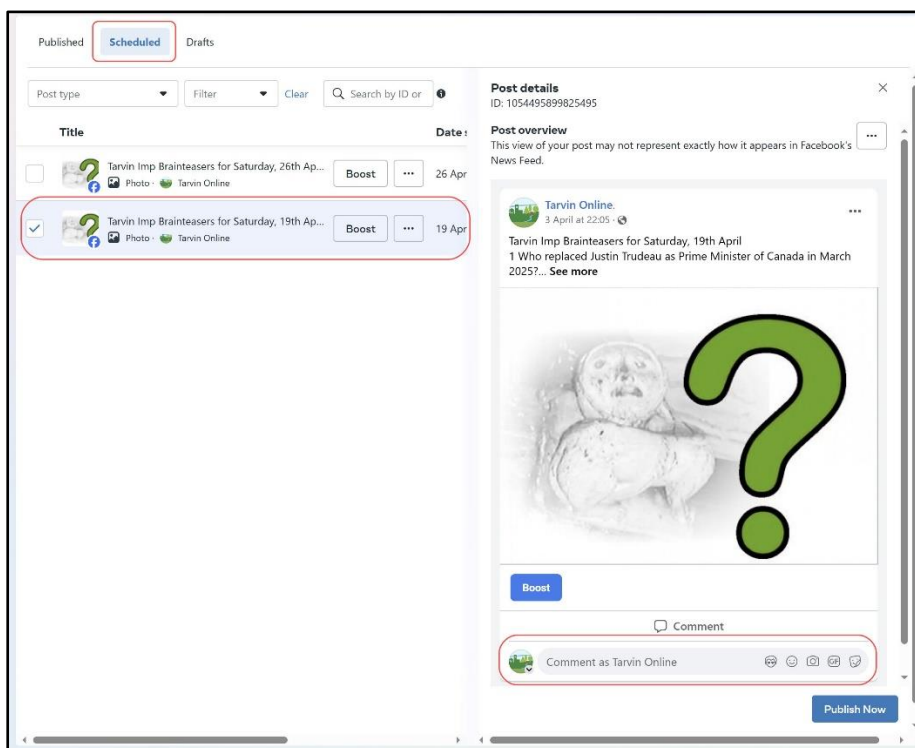 Published Scheduled Drafts
Post type Filter Clear Search by ID or
Title Date s
Tarvin Imp Brainteasers for Saturday, 26th Ap... Boost ... 26 Apr
Photo · Tarvin Online
Tarvin Imp Brainteasers for Saturday, 19th Ap... Boost ... 19 Apr
Photo · Tarvin Online
Post details
ID: 1054495899825495
Post overview
This view of your post may not represent exactly how it appears in Facebook's
News Feed.
Tarvin Online.
3 April at 22:05 ·
Tarvin Imp Brainteasers for Saturday, 19th April
1 Who replaced Justin Trudeau as Prime Minister of Canada in March
2025?... See more
?
Boost
Comment
Comment as Tarvin Online GIF
Publish Now